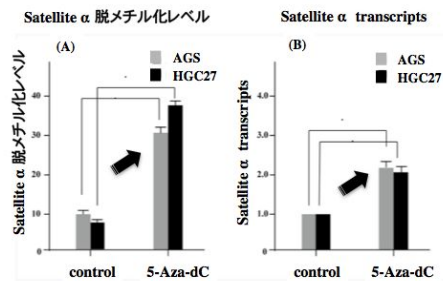 Satellite α 脱メチル化レベル
Satellite α transcripts
(A)
AGS
HGC27
Satellite α 脱メチル化レベル
40
30
20
10
0
control
5-Aza-dC
(B)
AGS
HGC27
Satellite α transcripts
4.0
3.0
2.0
1.0
0
control
5-Aza-dC